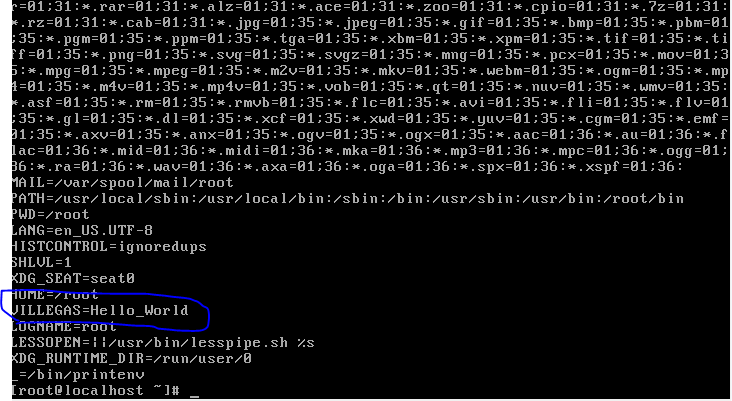 r=01;31:*.rar=01;31:*.alz=01;31:*.ace=01;31:*.zoo=01;31:*.cpio=01;31:*.7z=01;31:
*.rz=01;31:*.cab=01;31:*.jpg=01;35:*.jpeg=01;35:*.gif=01;35:*.bmp=01;35:*.pbm=01
;35:*.pgm=01;35:*.ppm=01;35:*.tga=01;35:*.xbm=01;35:*.xpm=01;35:*.tif=01;35:*.ti
ff=01;35:*.png=01;35:*.svg=01;35:*.svgz=01;35:*.mng=01;35:*.pcx=01;35:*.mov=01;3
5:*.mpg=01;35:*.mpeg=01;35:*.m2v=01;35:*.mkv=01;35:*.webm=01;35:*.ogm=01;35:*.mp
4=01;35:*.m4v=01;35:*.mp4v=01;35:*.vob=01;35:*.qt=01;35:*.nuv=01;35:*.wmv=01;35:
*.asf=01;35:*.rm=01;35:*.rmvb=01;35:*.flc=01;35:*.avi=01;35:*.fli=01;35:*.flv=01
;35:*.gl=01;35:*.dl=01;35:*.xcf=01;35:*.xwd=01;35:*.yuv=01;35:*.cgm=01;35:*.emf=
01;35:*.axv=01;35:*.anx=01;35:*.ogv=01;35:*.ogx=01;35:*.aac=01;36:*.au=01;36:*.f
lac=01;36:*.mid=01;36:*.midi=01;36:*.mka=01;36:*.mp3=01;36:*.mpc=01;36:*.ogg=01;
36:*.ra=01;36:*.wav=01;36:*.axa=01;36:*.oga=01;36:*.spx=01;36:*.xspf=01;36:
MAIL=/var/spool/mail/root
PATH=/usr/local/sbin:/usr/local/bin:/sbin:/bin:/usr/sbin:/usr/bin:/root/bin
PWD=/root
LANG=en_US.UTF-8
HISTCONTROL=ignoredups
SHLVL=1
XDG_SEAT=seat0
HOME=/root
VILLEGAS=Hello_World
LOGNAME=root
LESSOPEN=||/usr/bin/lesspipe.sh %s
XDG_RUNTIME_DIR=/run/user/0
_=/bin/printenv
[root@localhost ~]# _